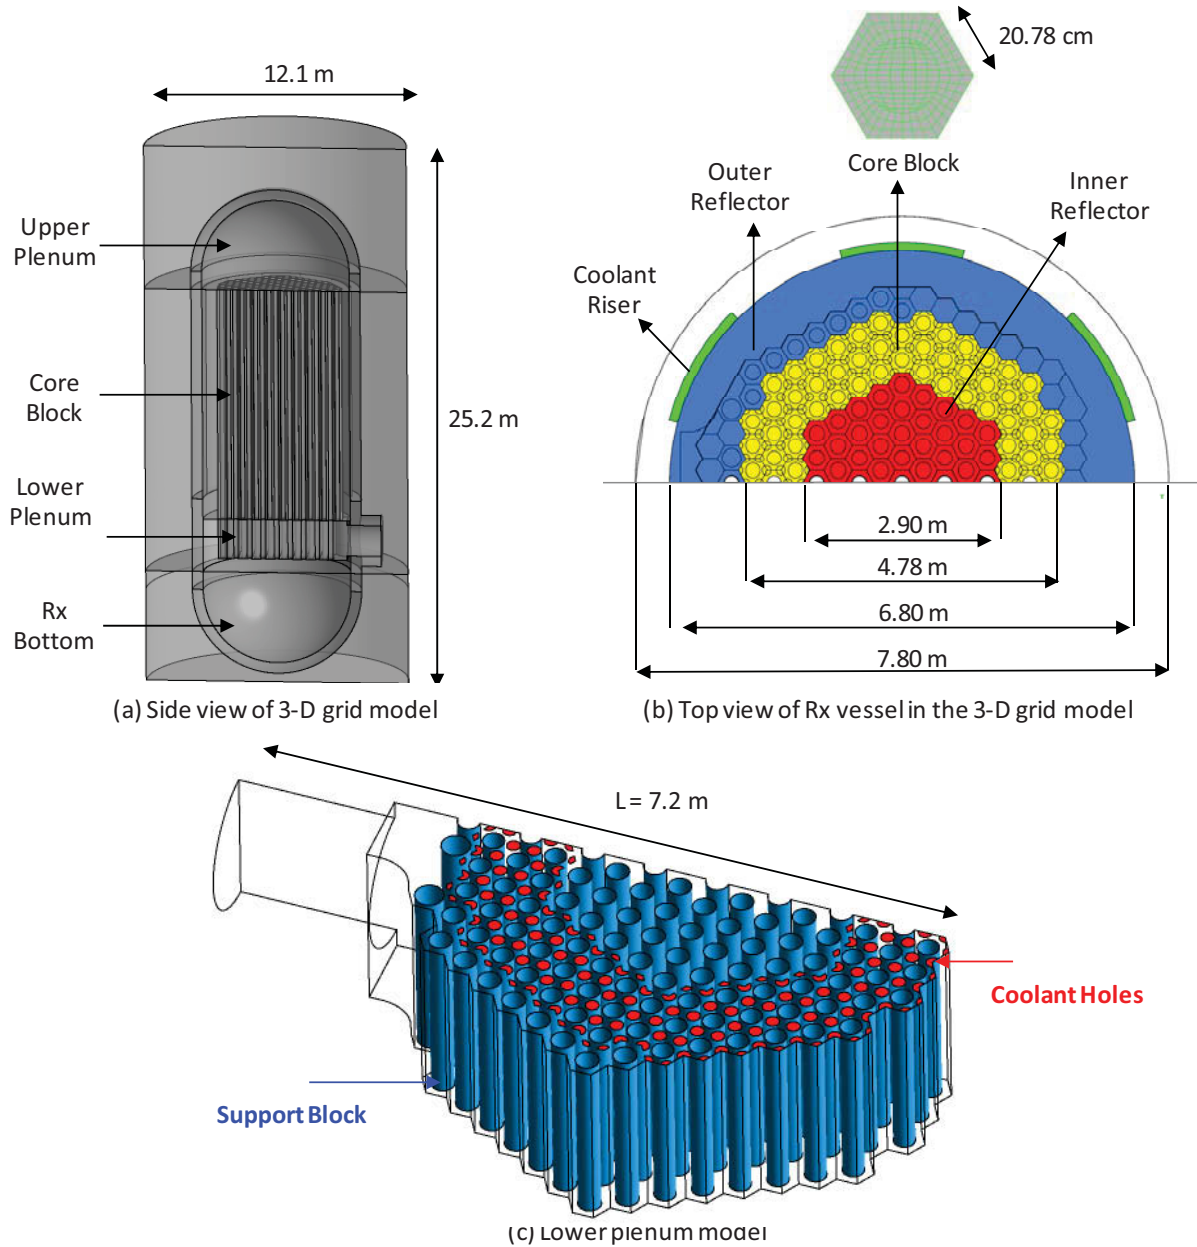 12.1 m
Upper
Plenum
Core
Block
25.2 m
Lower
Plenum
Rx
Bottom
(a) Side view of 3-D grid model
20.78 cm
Core Block
Outer
Reflector
Inner
Reflector
Coolant
Riser
2.90 m
4.78 m
6.80 m
7.80 m
(b) Top view of Rx vessel in the 3-D grid model
L = 7.2 m
Coolant Holes
Support Block
(c) Lower plenum model